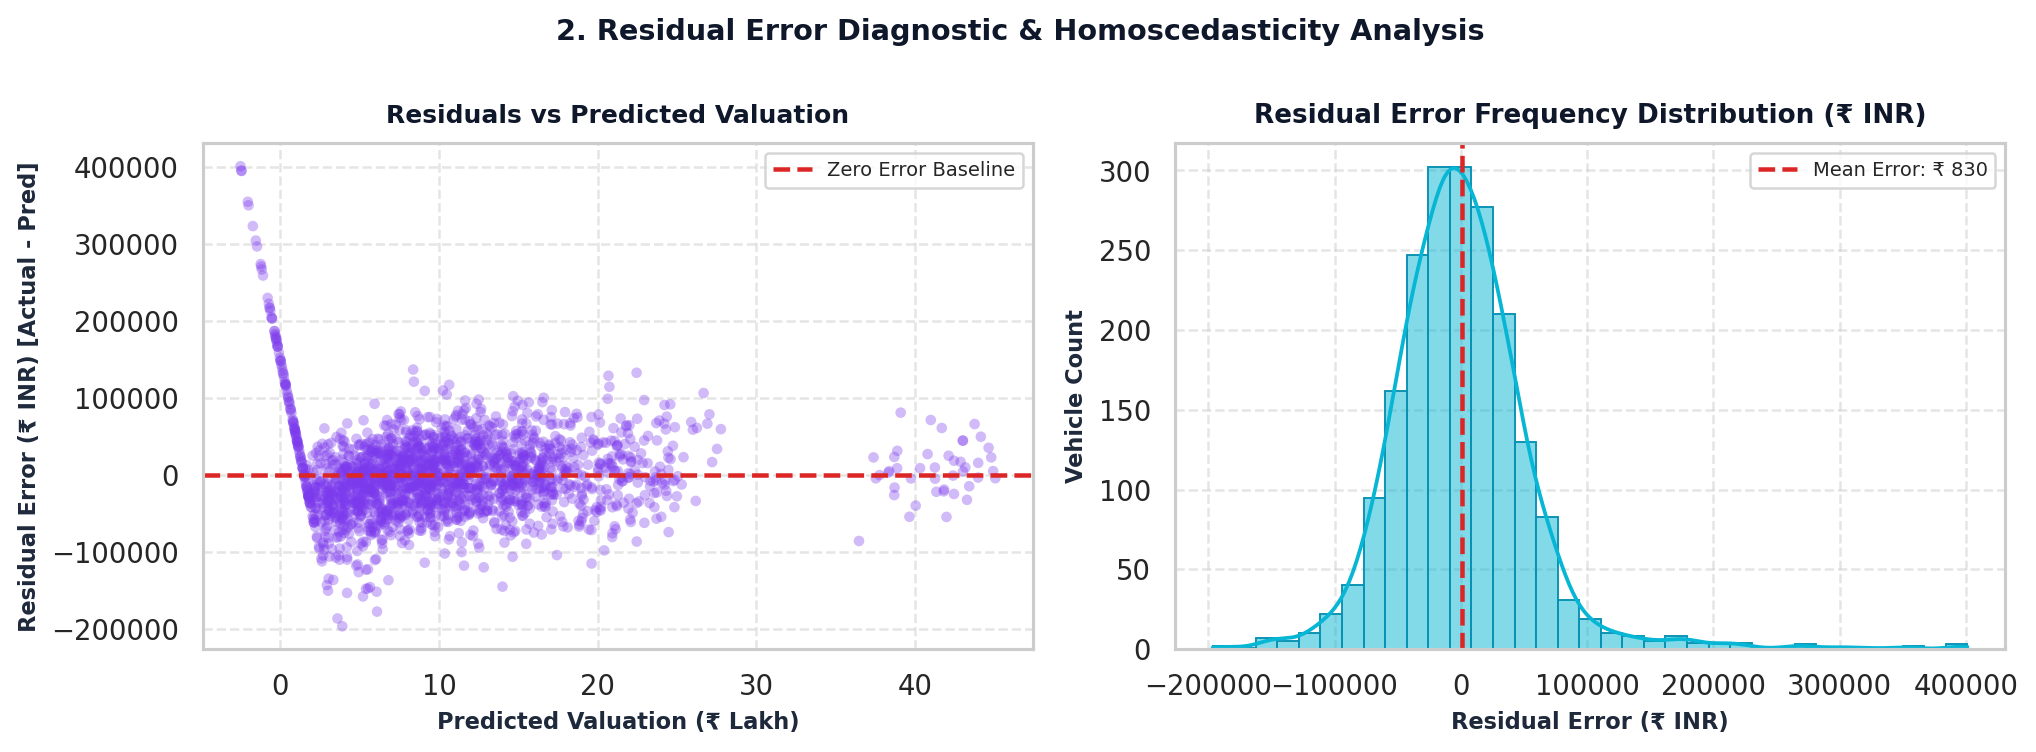 2. Residual Error Diagnostic & Homoscedasticity Analysis
Residuals vs Predicted Valuation
Residual Error (₹ INR) [Actual - Pred]
400000
300000
200000
100000
0
−100000
−200000
Zero Error Baseline
0 10 20 30 40
Predicted Valuation (₹ Lakh)
Residual Error Frequency Distribution (₹ INR)
Vehicle Count
300
250
200
150
100
50
0
Mean Error: ₹ 830
−200000 −100000 0 100000 200000 300000 400000
Residual Error (₹ INR)